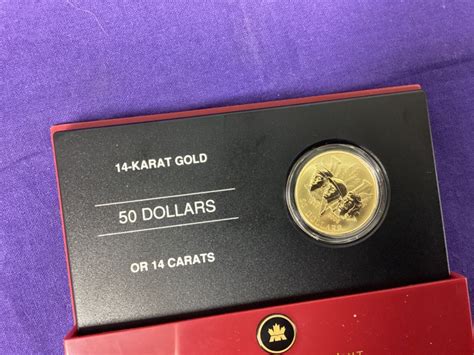 14-KARAT GOLD
50 DOLLARS
OR 14 CARATS